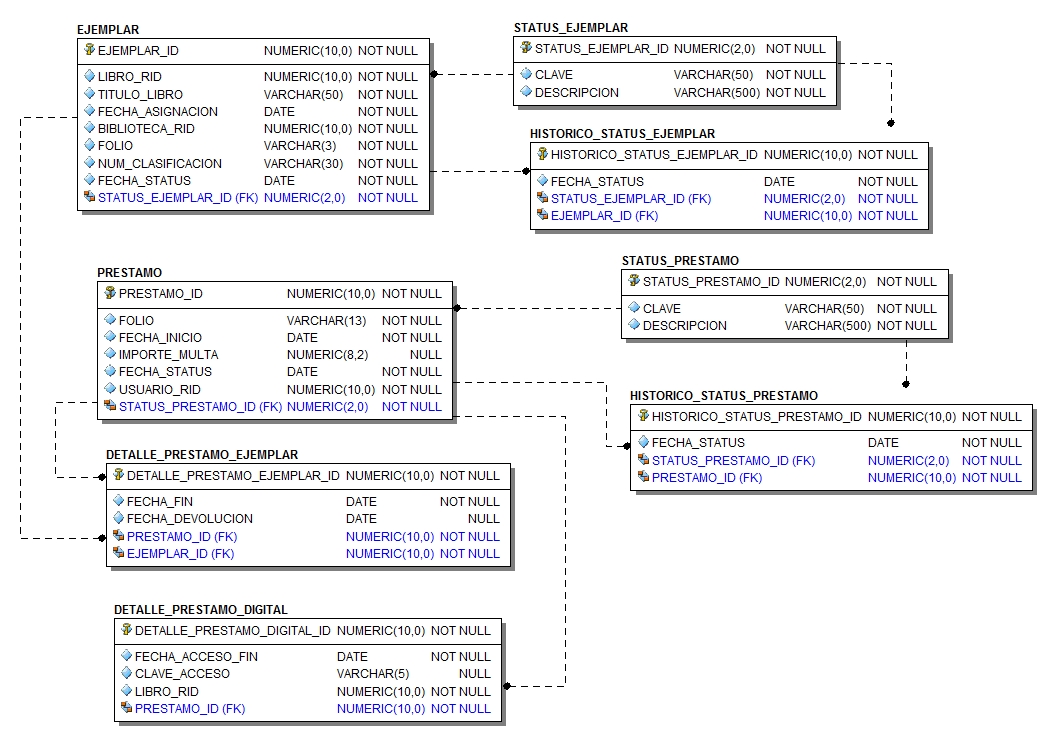 EJEMPLAR
EJEMPLAR_ID NUMERIC(10,0) NOT NULL
LIBRO_RID NUMERIC(10,0) NOT NULL
TITULO_LIBRO VARCHAR(50) NOT NULL
FECHA_ASIGNACION DATE NOT NULL
BIBLIOTECA_RID NUMERIC(10,0) NOT NULL
FOLIO VARCHAR(3) NOT NULL
NUM_CLASIFICACION VARCHAR(30) NOT NULL
FECHA_STATUS DATE NOT NULL
STATUS_EJEMPLAR_ID (FK) NUMERIC(2,0) NOT NULL
STATUS_EJEMPLAR
STATUS_EJEMPLAR_ID NUMERIC(2,0) NOT NULL
CLAVE VARCHAR(50) NOT NULL
DESCRIPCION VARCHAR(500) NOT NULL
HISTORICO_STATUS_EJEMPLAR
HISTORICO_STATUS_EJEMPLAR_ID NUMERIC(10,0) NOT NULL
FECHA_STATUS DATE NOT NULL
STATUS_EJEMPLAR_ID (FK) NUMERIC(2,0) NOT NULL
EJEMPLAR_ID (FK) NUMERIC(10,0) NOT NULL
PRESTAMO
PRESTAMO_ID NUMERIC(10,0) NOT NULL
FOLIO VARCHAR(13) NOT NULL
FECHA_INICIO DATE NOT NULL
IMPORTE_MULTA NUMERIC(8,2) NULL
FECHA_STATUS DATE NOT NULL
USUARIO_RID NUMERIC(10,0) NOT NULL
STATUS_PRESTAMO_ID (FK) NUMERIC(2,0) NOT NULL
STATUS_PRESTAMO
STATUS_PRESTAMO_ID NUMERIC(2,0) NOT NULL
CLAVE VARCHAR(50) NOT NULL
DESCRIPCION VARCHAR(500) NOT NULL
HISTORICO_STATUS_PRESTAMO
HISTORICO_STATUS_PRESTAMO_ID NUMERIC(10,0) NOT NULL
FECHA_STATUS DATE NOT NULL
STATUS_PRESTAMO_ID (FK) NUMERIC(2,0) NOT NULL
PRESTAMO_ID (FK) NUMERIC(10,0) NOT NULL
DETALLE_PRESTAMO_EJEMPLAR
DETALLE_PRESTAMO_EJEMPLAR_ID NUMERIC(10,0) NOT NULL
FECHA_FIN DATE NOT NULL
FECHA_DEVOLUCION DATE NULL
PRESTAMO_ID (FK) NUMERIC(10,0) NOT NULL
EJEMPLAR_ID (FK) NUMERIC(10,0) NOT NULL
DETALLE_PRESTAMO_DIGITAL
DETALLE_PRESTAMO_DIGITAL_ID NUMERIC(10,0) NOT NULL
FECHA_ACCESO_FIN DATE NOT NULL
CLAVE_ACCESO VARCHAR(5) NULL
LIBRO_RID NUMERIC(10,0) NOT NULL
PRESTAMO_ID (FK) NUMERIC(10,0) NOT NULL